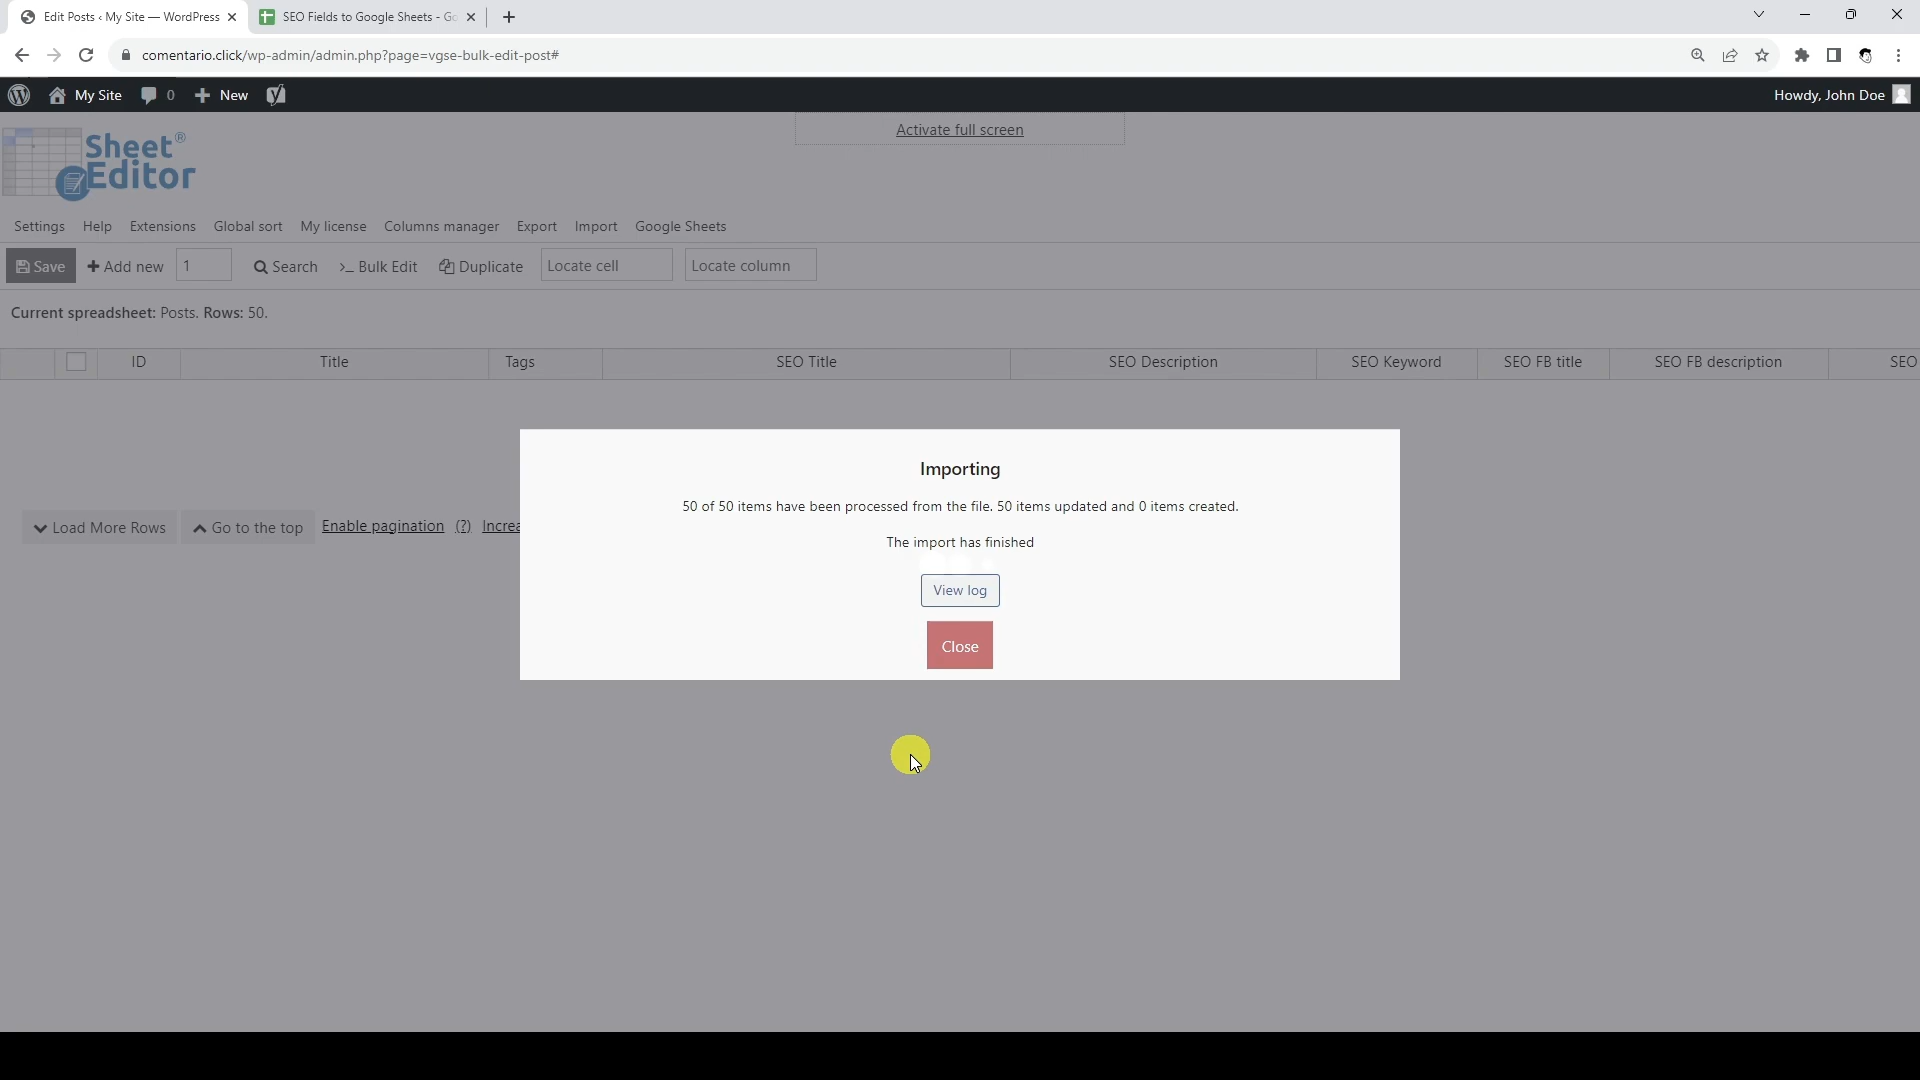 Edit Posts ‹ My Site — WordPress
SEO Fields to Google Sheets - Go
comentario.click/wp-admin/admin.php?page=vgse-bulk-edit-post#
My Site 0 New
Howdy, John Doe
Activate full screen
Sheet®
Editor
Settings Help Extensions Global sort My license Columns manager Export Import Google Sheets
Save Add new 1 Search Bulk Edit Duplicate Locate cell Locate column
Current spreadsheet: Posts. Rows: 50.
ID Title Tags SEO Title SEO Description SEO Keyword SEO FB title SEO FB description SEO
Importing
50 of 50 items have been processed from the file. 50 items updated and 0 items created.
The import has finished
View log
Close
Load More Rows Go to the top Enable pagination (?) Increa